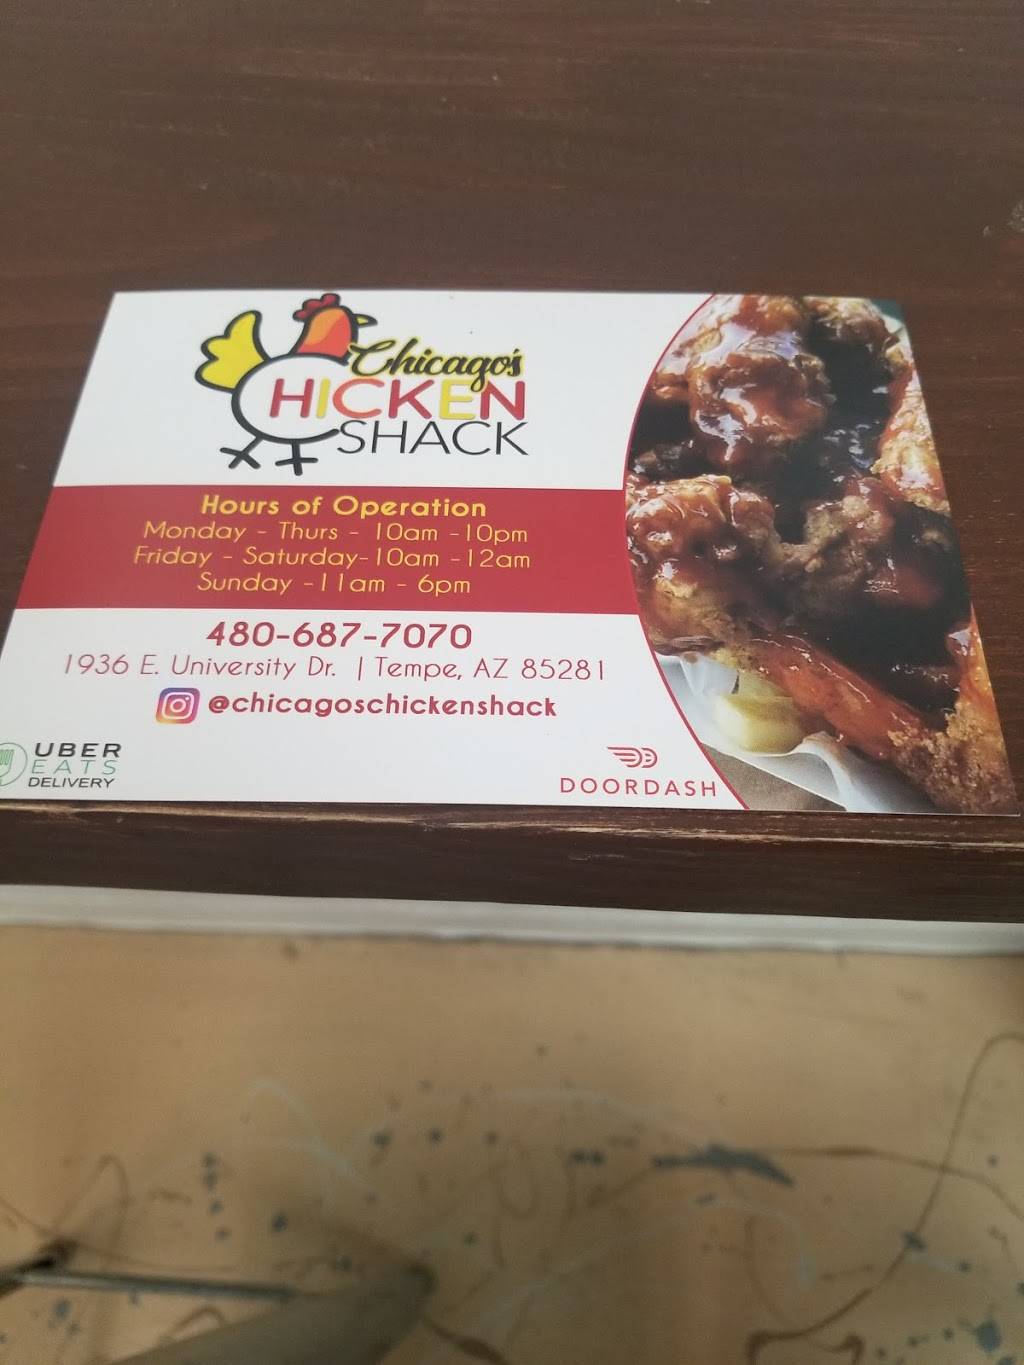 Chicago's
CHICKEN
SHACK
Hours of Operation
Monday - Thurs - 10am -10pm
Friday - Saturday-10am -12am
Sunday -11am - 6pm
480-687-7070
1936 E. University Dr. | Tempe, AZ 85281
@chicagoschickenshack
UBER
EATS
DELIVERY
DOORDASH